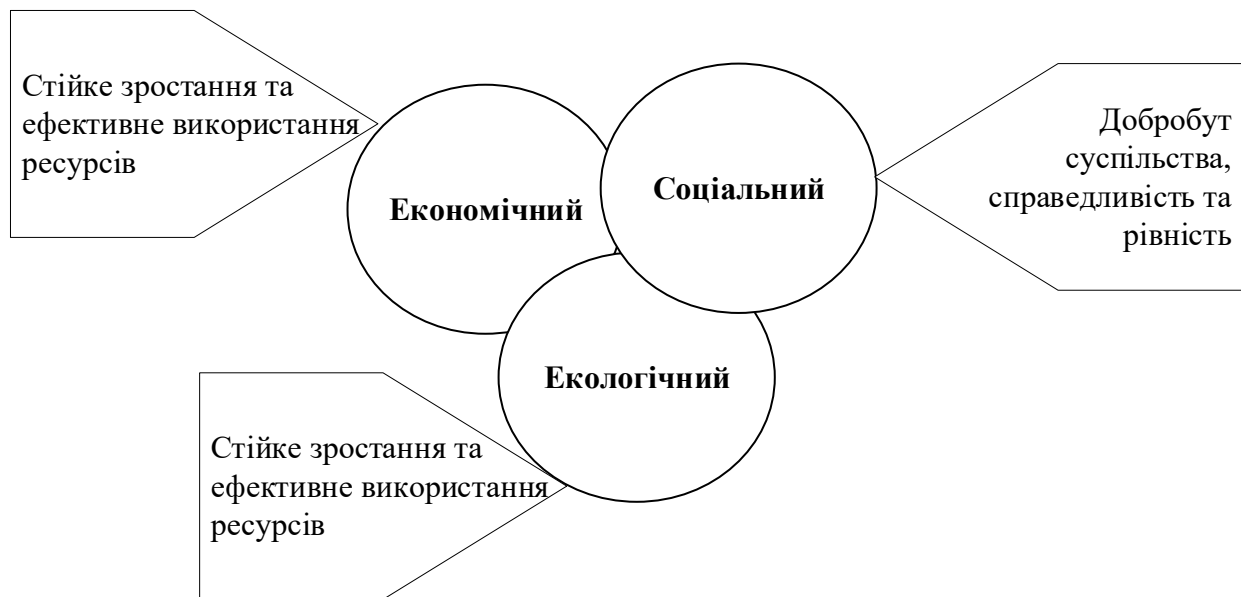 Стійке зростання та
ефективне використання
ресурсів
Економічний
Соціальний
Добробут
суспільства,
справедливість та
рівність
Екологічний
Стійке зростання та
ефективне використання
ресурсів